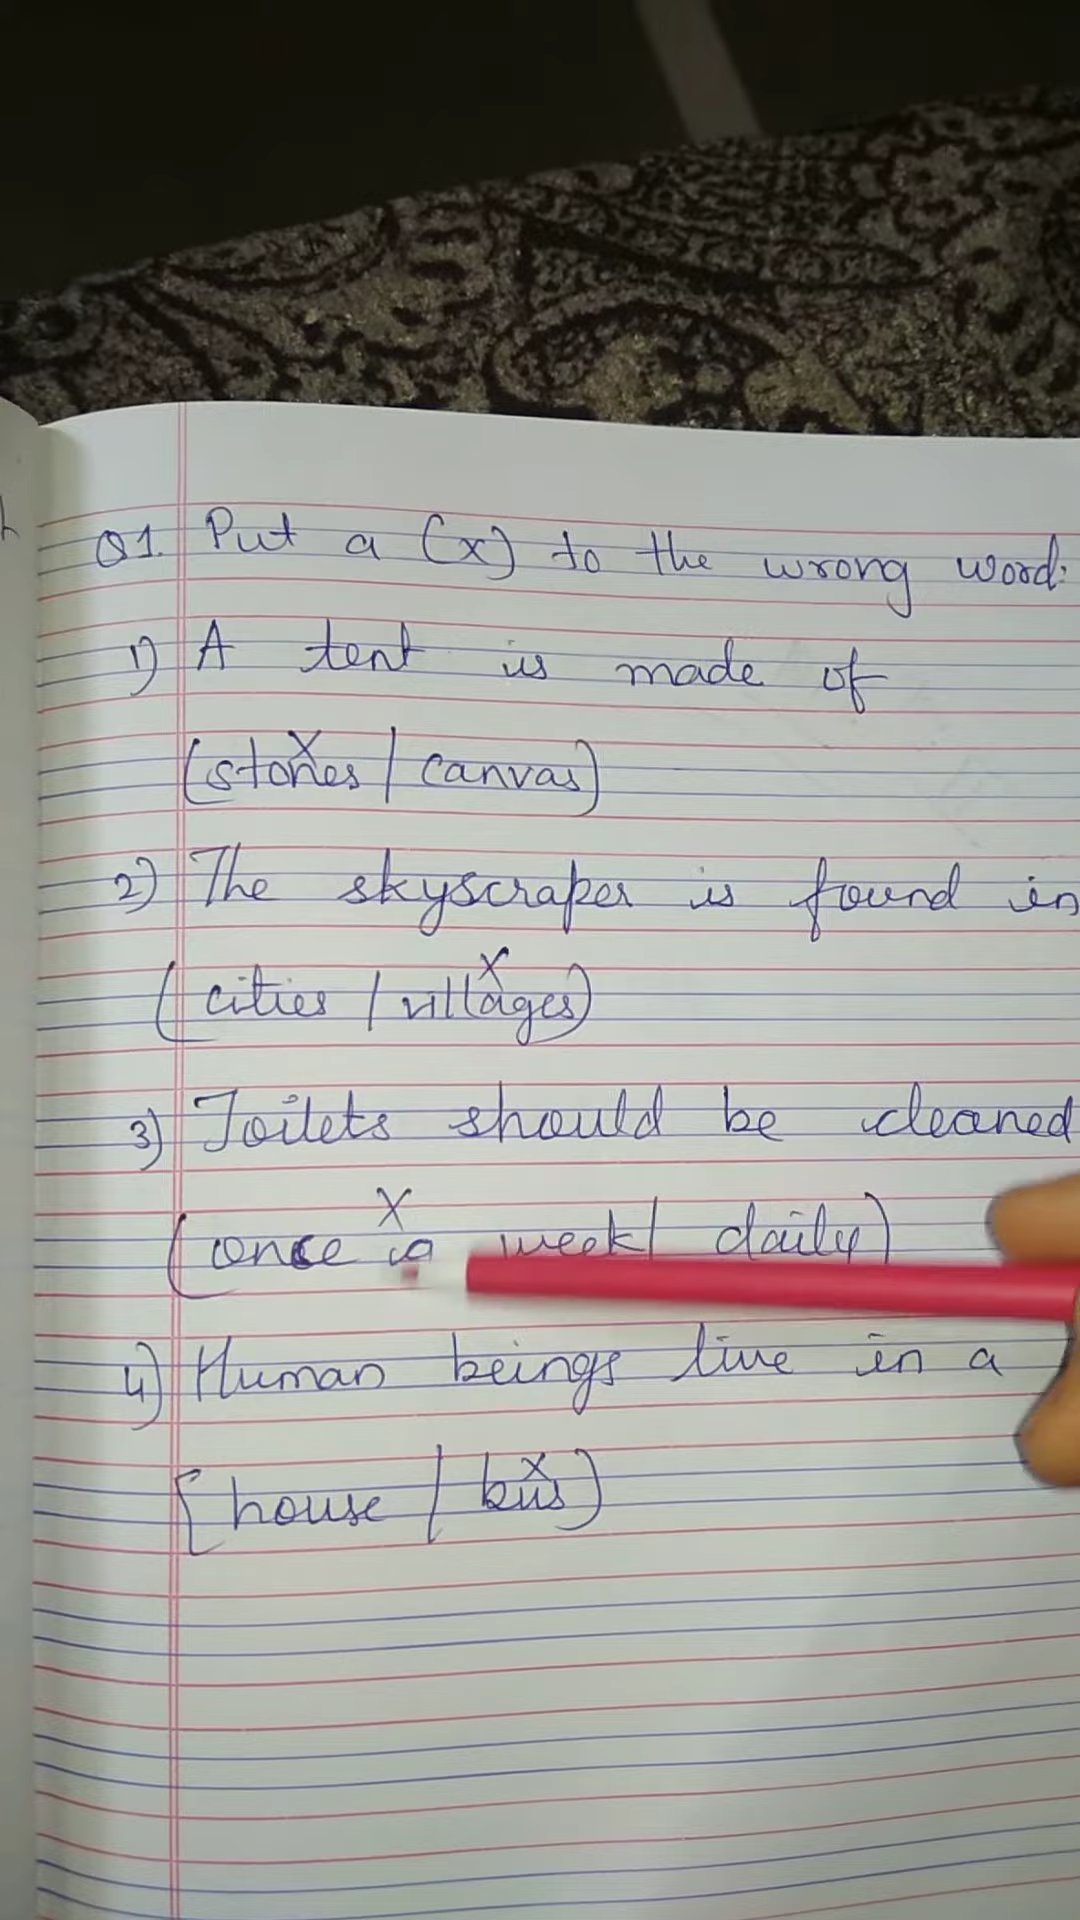 Q1. Put a (x) to the wrong word:
1) A tent is made of
x
(stones / canvas)
2) The skyscraper is found in
x
(cities / villages)
3) Toilets should be cleaned
x
(once a week / daily)
4) Human beings live in a
x
(house / bus)